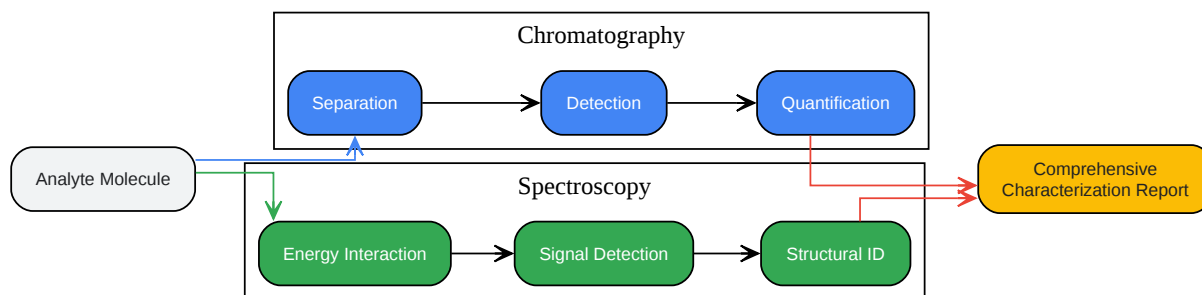 Chromatography
Separation
Detection
Quantification
Analyte Molecule
Comprehensive
Characterization Report
Spectroscopy
Energy Interaction
Signal Detection
Structural ID